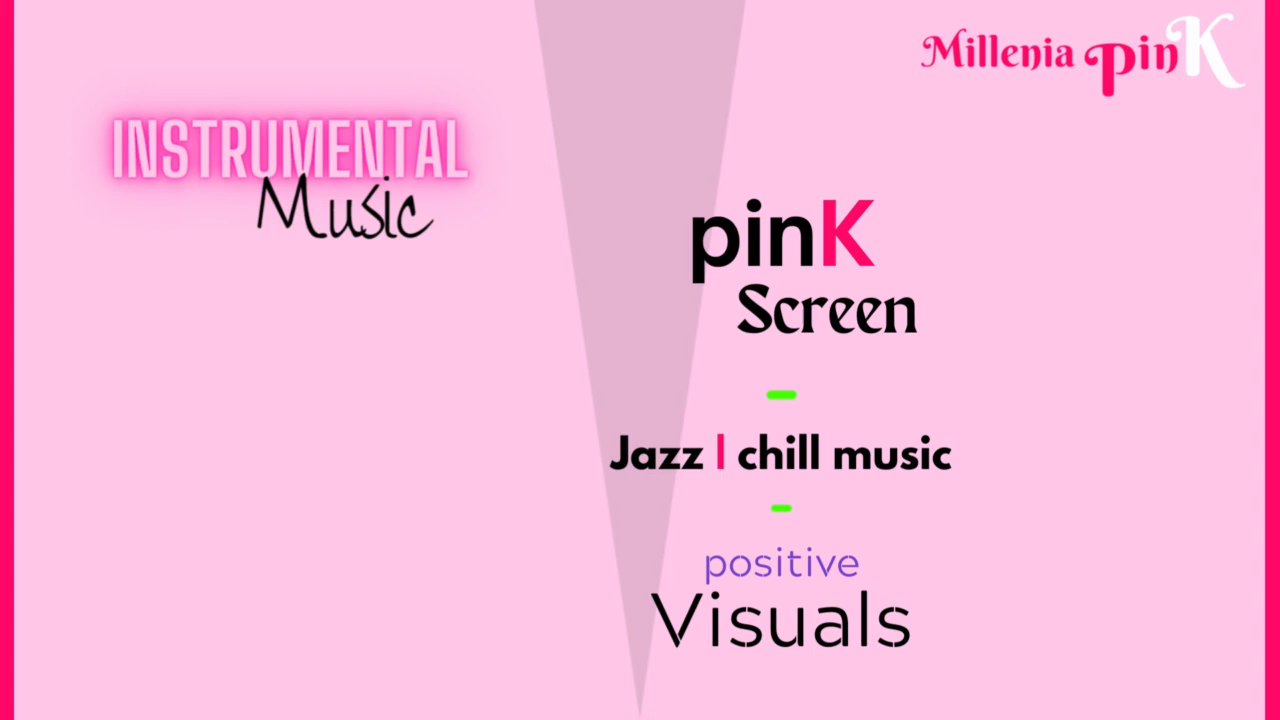 Millenia pinK
INSTRUMENTAL
Music
pinK
Screen
Jazz | chill music
positive
Visuals